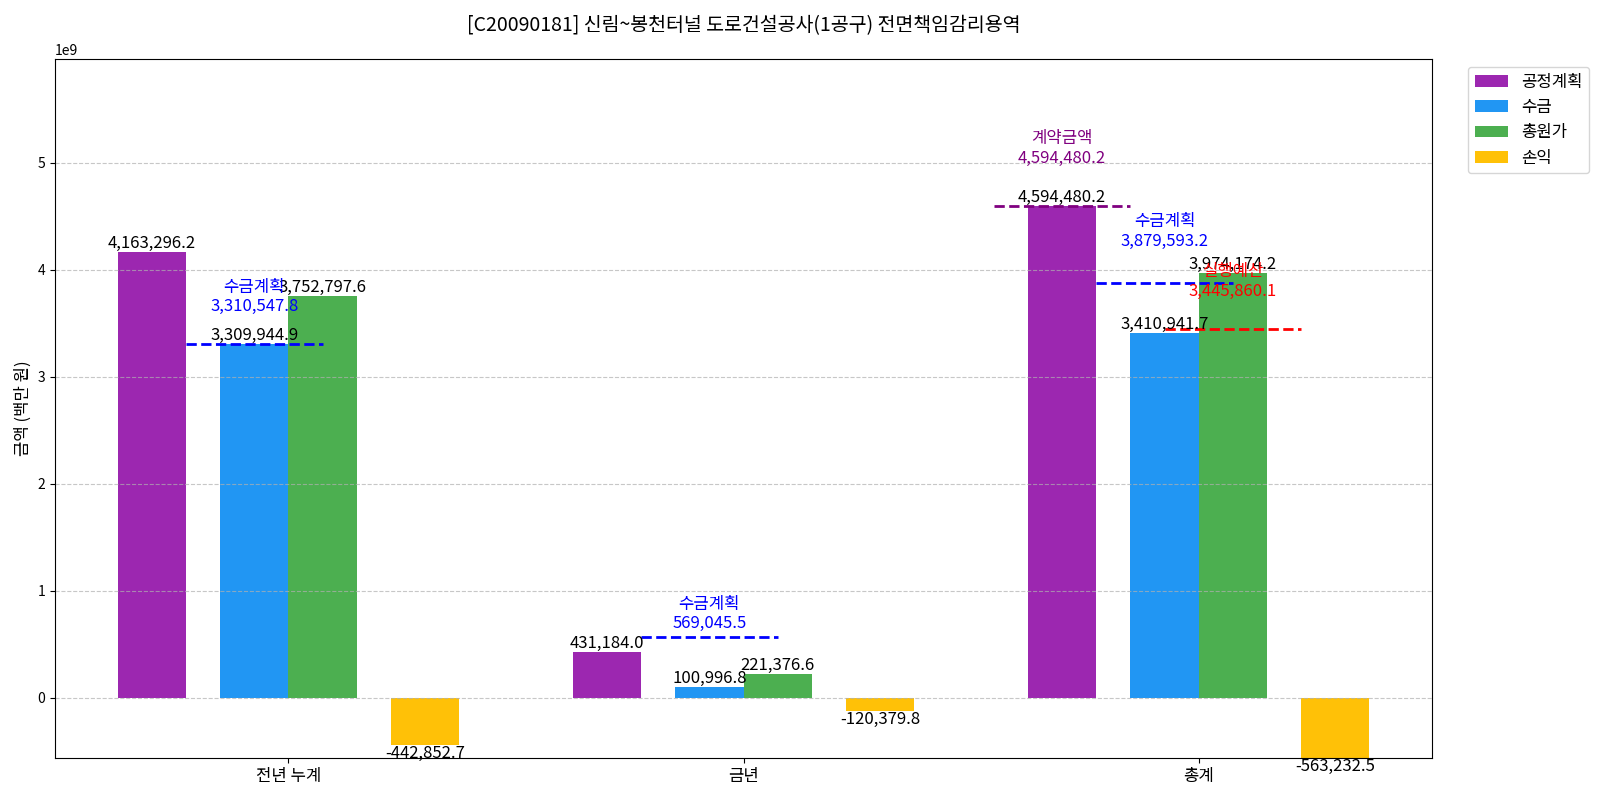 [C20090181] 신림~봉천터널 도로건설공사(1공구) 전면책임감리용역
1e9
공정계획
수금
총원가
손익
계약금액
4,594,480.2
4,594,480.2
수금계획
3,879,593.2
3,974,174.2
실행예산
3,445,860.1
3,410,941.7
4,163,296.2
수금계획
3,310,547.8
3,752,797.6
3,309,944.9
수금계획
569,045.5
431,184.0
100,996.8
221,376.6
-442,852.7
-120,379.8
-563,232.5
5
4
3
2
1
0
금액 (백만 원)
전년 누계
금년
총계